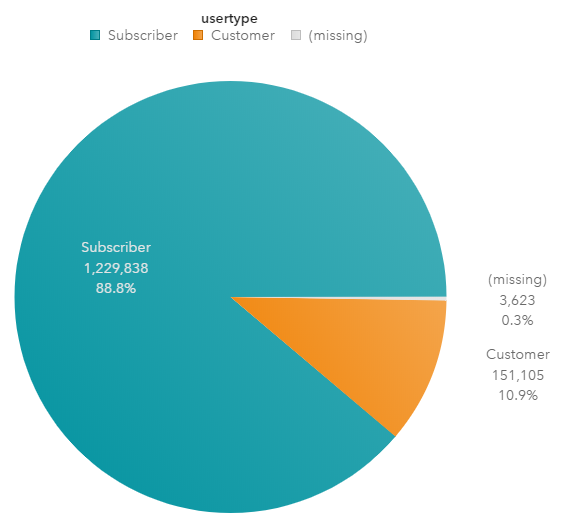 usertype
Subscriber Customer (missing)
Subscriber
1,229,838
88.8%
(missing)
3,623
0.3%
Customer
151,105
10.9%